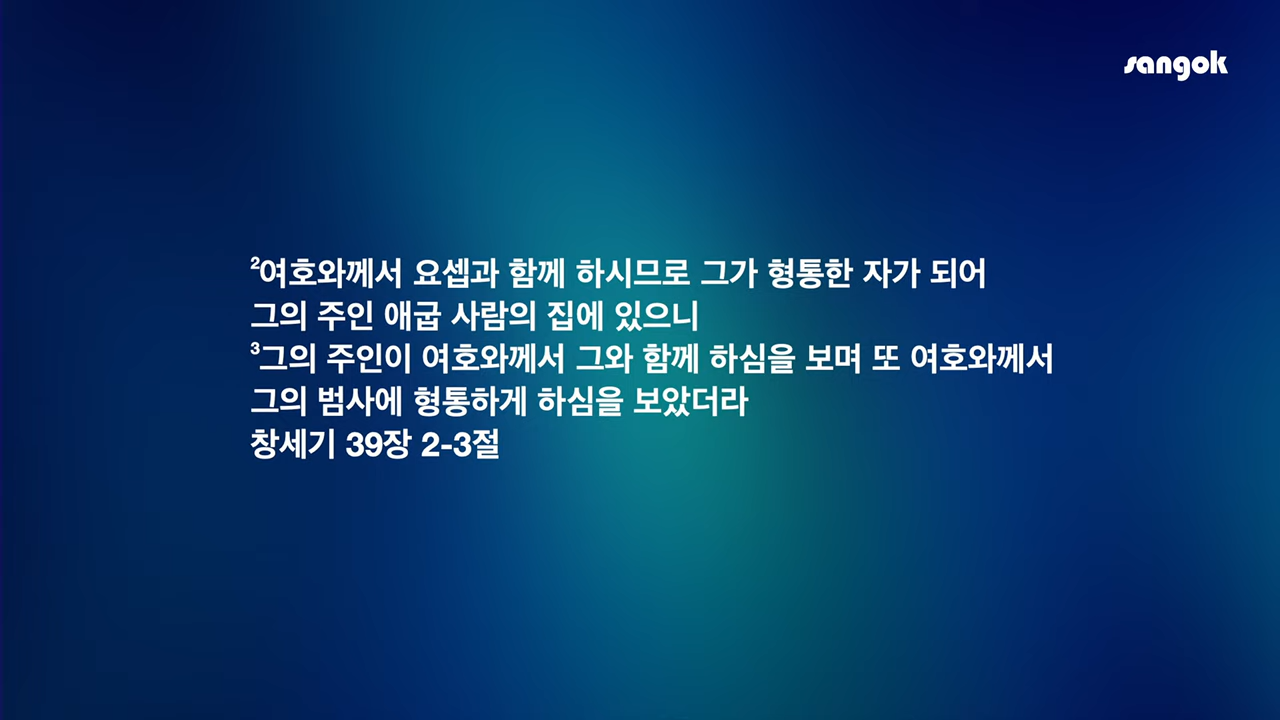 sangok
²여호와께서 요셉과 함께 하시므로 그가 형통한 자가 되어
그의 주인 애굽 사람의 집에 있으니
³그의 주인이 여호와께서 그와 함께 하심을 보며 또 여호와께서
그의 범사에 형통하게 하심을 보았더라
창세기 39장 2-3절